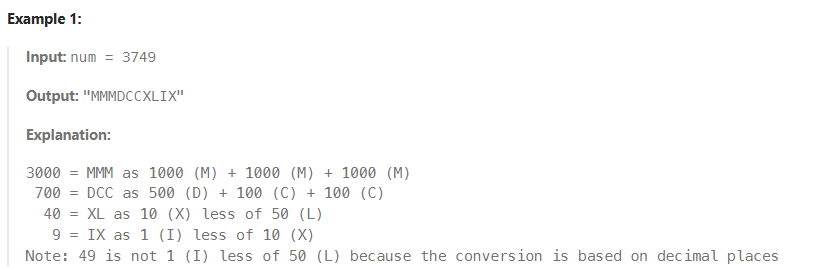 Example 1:
Input: num = 3749
Output: "MMMDCCXLIX"
Explanation:
3000 = MMM as 1000 (M) + 1000 (M) + 1000 (M)
700 = DCC as 500 (D) + 100 (C) + 100 (C)
40 = XL as 10 (X) less of 50 (L)
9 = IX as 1 (I) less of 10 (X)
Note: 49 is not 1 (I) less of 50 (L) because the conversion is based on decimal places